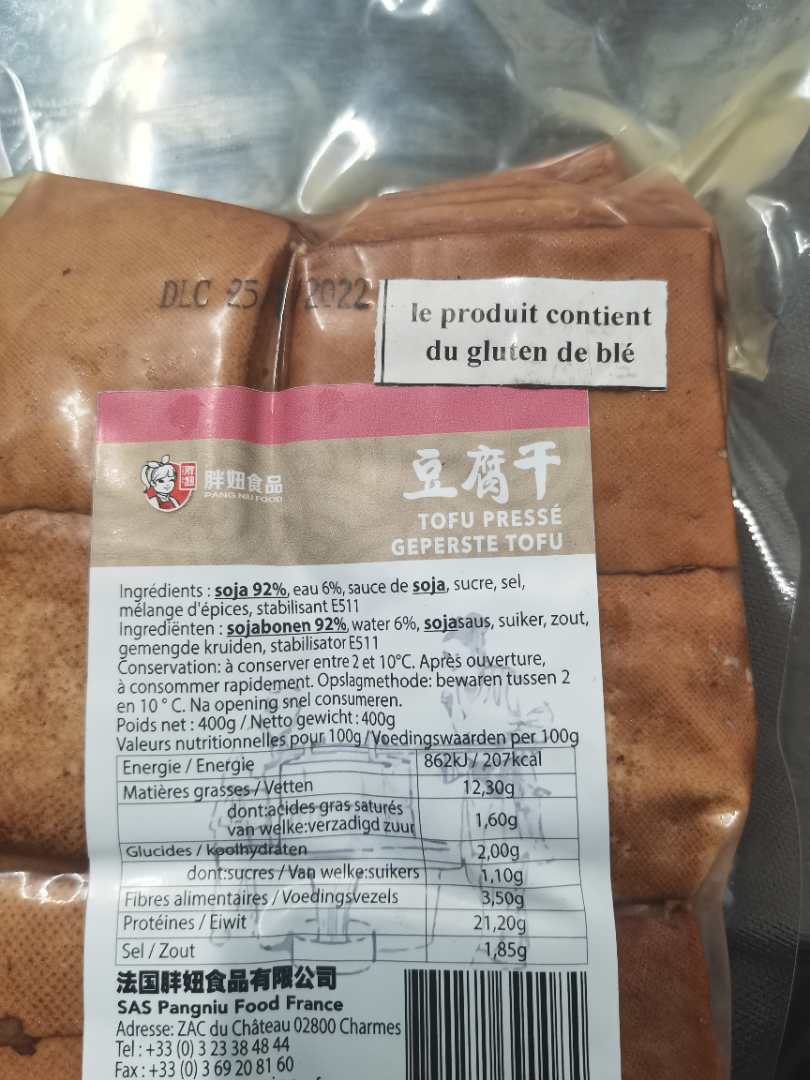 DLC 25 2022
le produit contient
du gluten de blé
胖妞
胖妞食品
PANG NIU FOOD
豆腐干
TOFU PRESSÉ
GEPERSTE TOFU
Ingrédients : soja 92%, eau 6%, sauce de soja, sucre, sel,
mélange d'épices, stabilisant E511
Ingrediënten : sojabonen 92%, water 6%, sojasaus, suiker, zout,
gemengde kruiden, stabilisator E511
Conservation: à conserver entre 2 et 10°C. Après ouverture,
à consommer rapidement. Opslagmethode: bewaren tussen 2
en 10 ° C. Na opening snel consumeren.
Poids net : 400g / Netto gewicht : 400g
Valeurs nutritionnelles pour 100g/Voedingswaarden per 100g
Energie / Energie 862kJ / 207kcal
Matières grasses / Vetten 12,30g
dont:acides gras saturés
van welke:verzadigd zuur 1,60g
Glucides / koolhydraten 2,00g
dont:sucres / Van welke:suikers 1,10g
Fibres alimentaires / Voedingsvezels 3,50g
Protéines / Eiwit 21,20g
Sel / Zout 1,85g
法国胖妞食品有限公司
SAS Pangniu Food France
Adresse: ZAC du Château 02800 Charmes
Tel : +33 (0) 3 23 38 48 44
Fax : +33 (0) 3 69 20 81 60